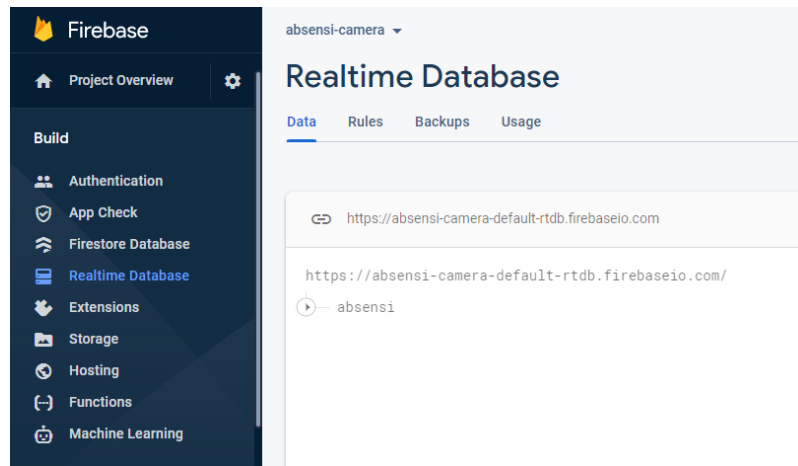 Firebase
Project Overview
Build
Authentication
App Check
Firestore Database
Realtime Database
Extensions
Storage
Hosting
Functions
Machine Learning
absensi-camera
Realtime Database
Data Rules Backups Usage
https://absensi-camera-default-rtdb.firebaseio.com
https://absensi-camera-default-rtdb.firebaseio.com/
absensi